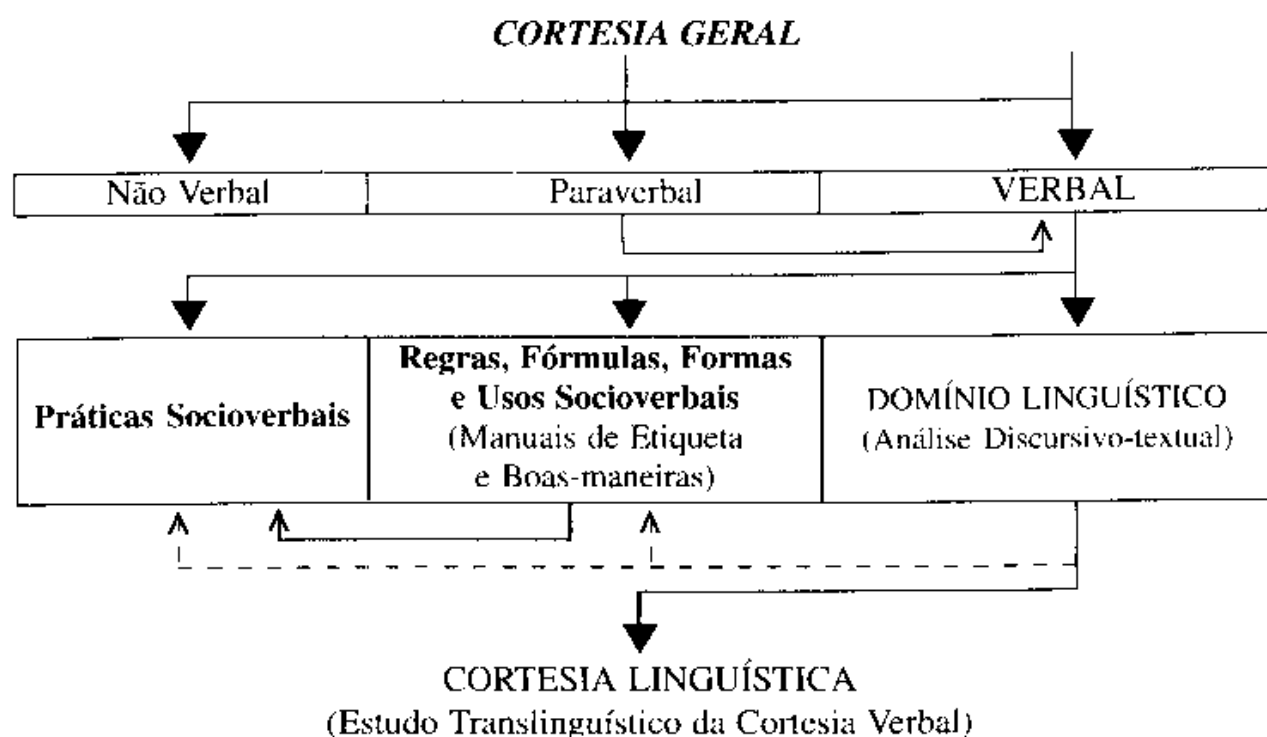 CORTESIA GERAL
Não Verbal
Paraverbal
VERBAL
Práticas Socioverbais
Regras, Fórmulas, Formas
e Usos Socioverbais
(Manuais de Etiqueta
e Boas-maneiras)
DOMÍNIO LINGUÍSTICO
(Análise Discursivo-textual)
CORTESIA LINGUÍSTICA
(Estudo Translinguístico da Cortesia Verbal)